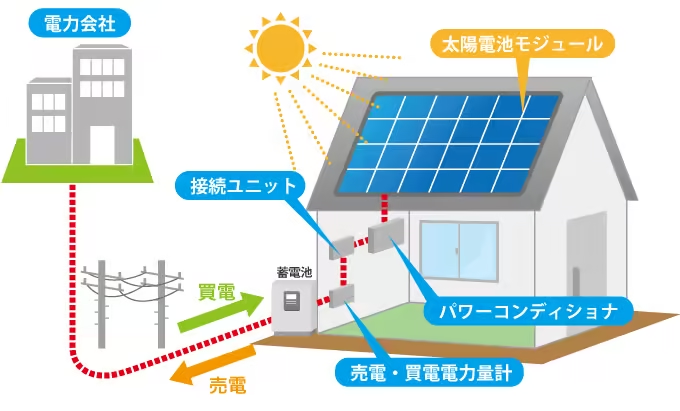 電力会社
太陽電池モジュール
接続ユニット
蓄電池
買電
パワーコンディショナ
売電・買電電力量計
売電